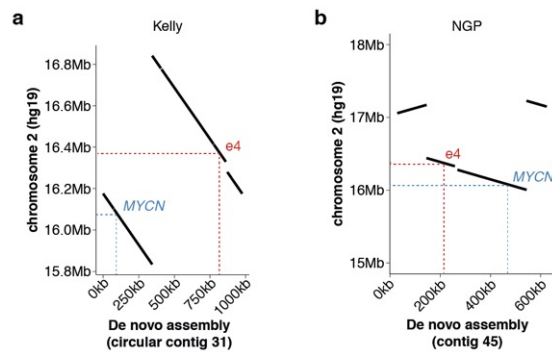 a
Kelly
chromosome 2 (hg19)
16.8Mb
16.6Mb
16.4Mb
16.2Mb
16.0Mb
15.8Mb
e4
MYCN
0kb
250kb
500kb
750kb
1000kb
De novo assembly
(circular contig 31)
b
NGP
chromosome 2 (hg19)
18Mb
17Mb
16Mb
15Mb
e4
MYCN
0kb
200kb
400kb
600kb
De novo assembly
(contig 45)